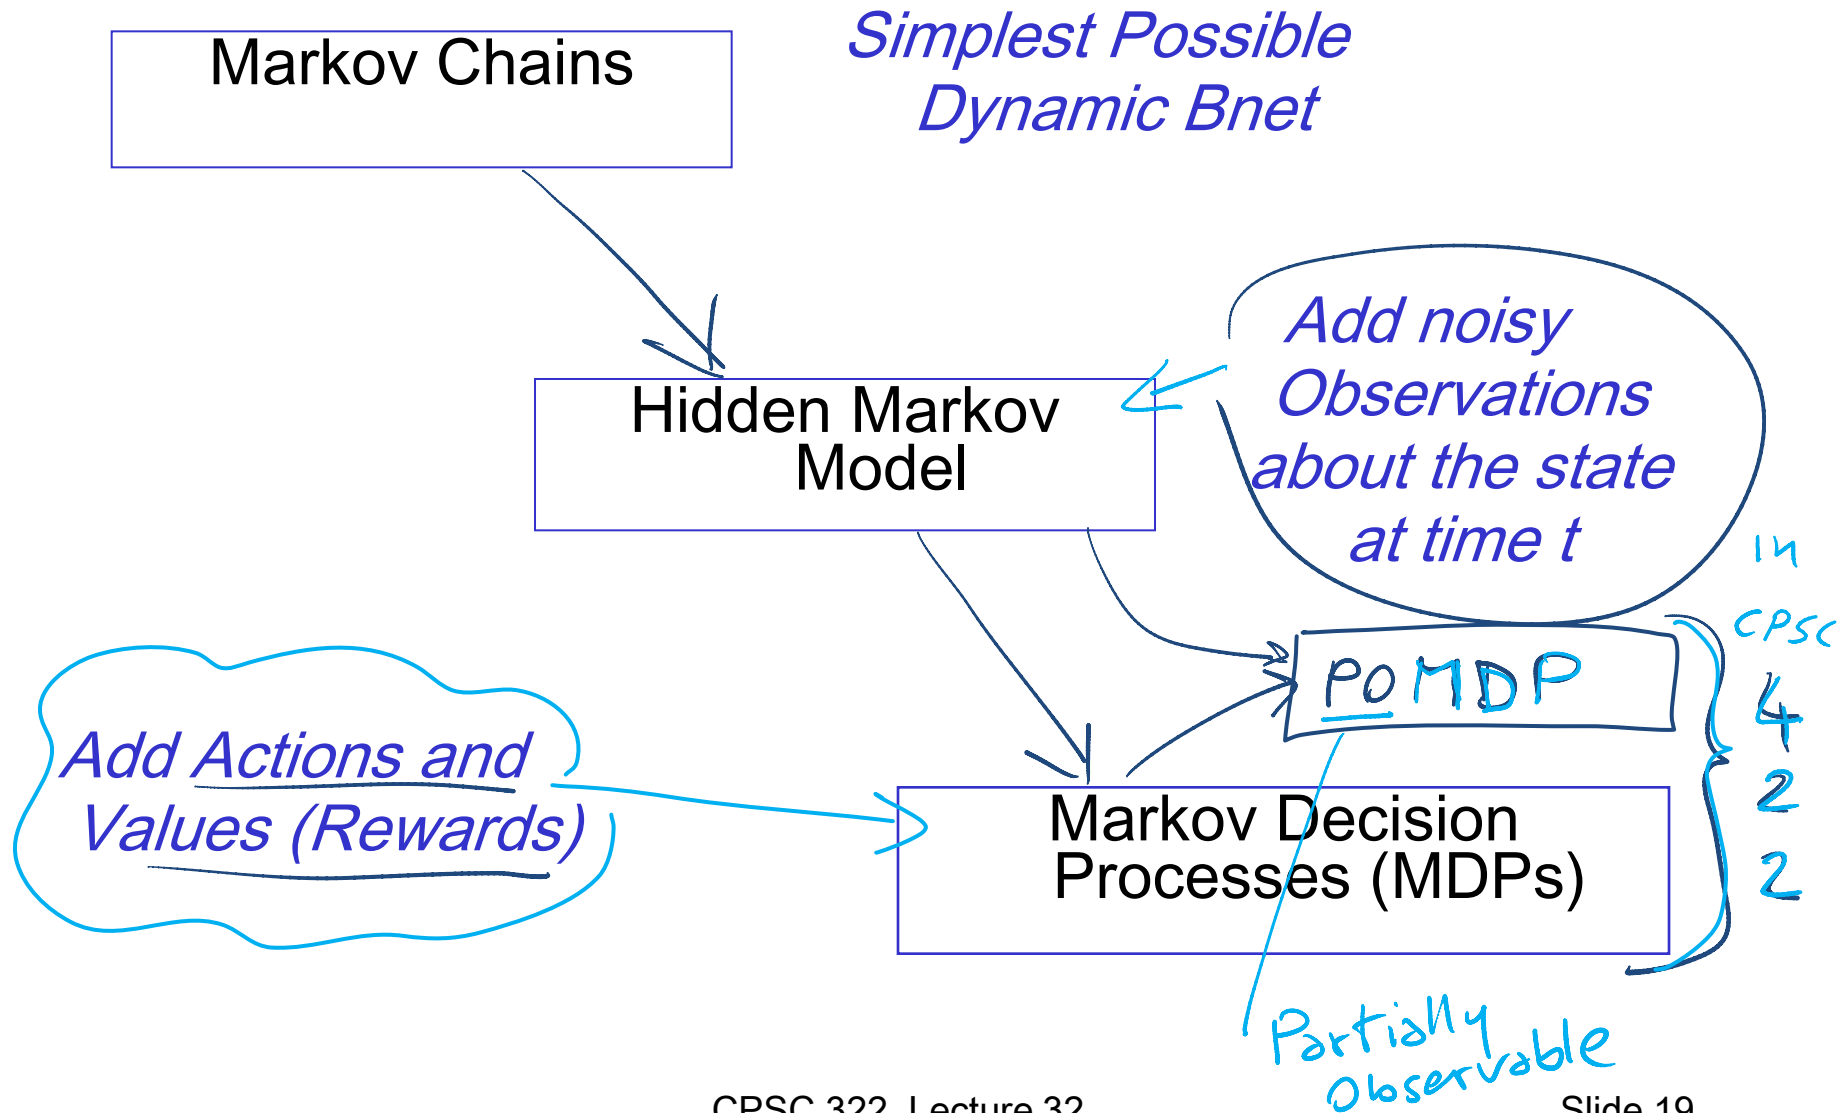 Markov Chains
Simplest Possible
Dynamic Bnet
Hidden Markov
Model
Add noisy
Observations
about the state
at time t
in
CPSC
4
2
2
POMDP
Add Actions and
Values (Rewards)
Markov Decision
Processes (MDPs)
Partially
Observable
CPSC 322, Lecture 32
Slide 19